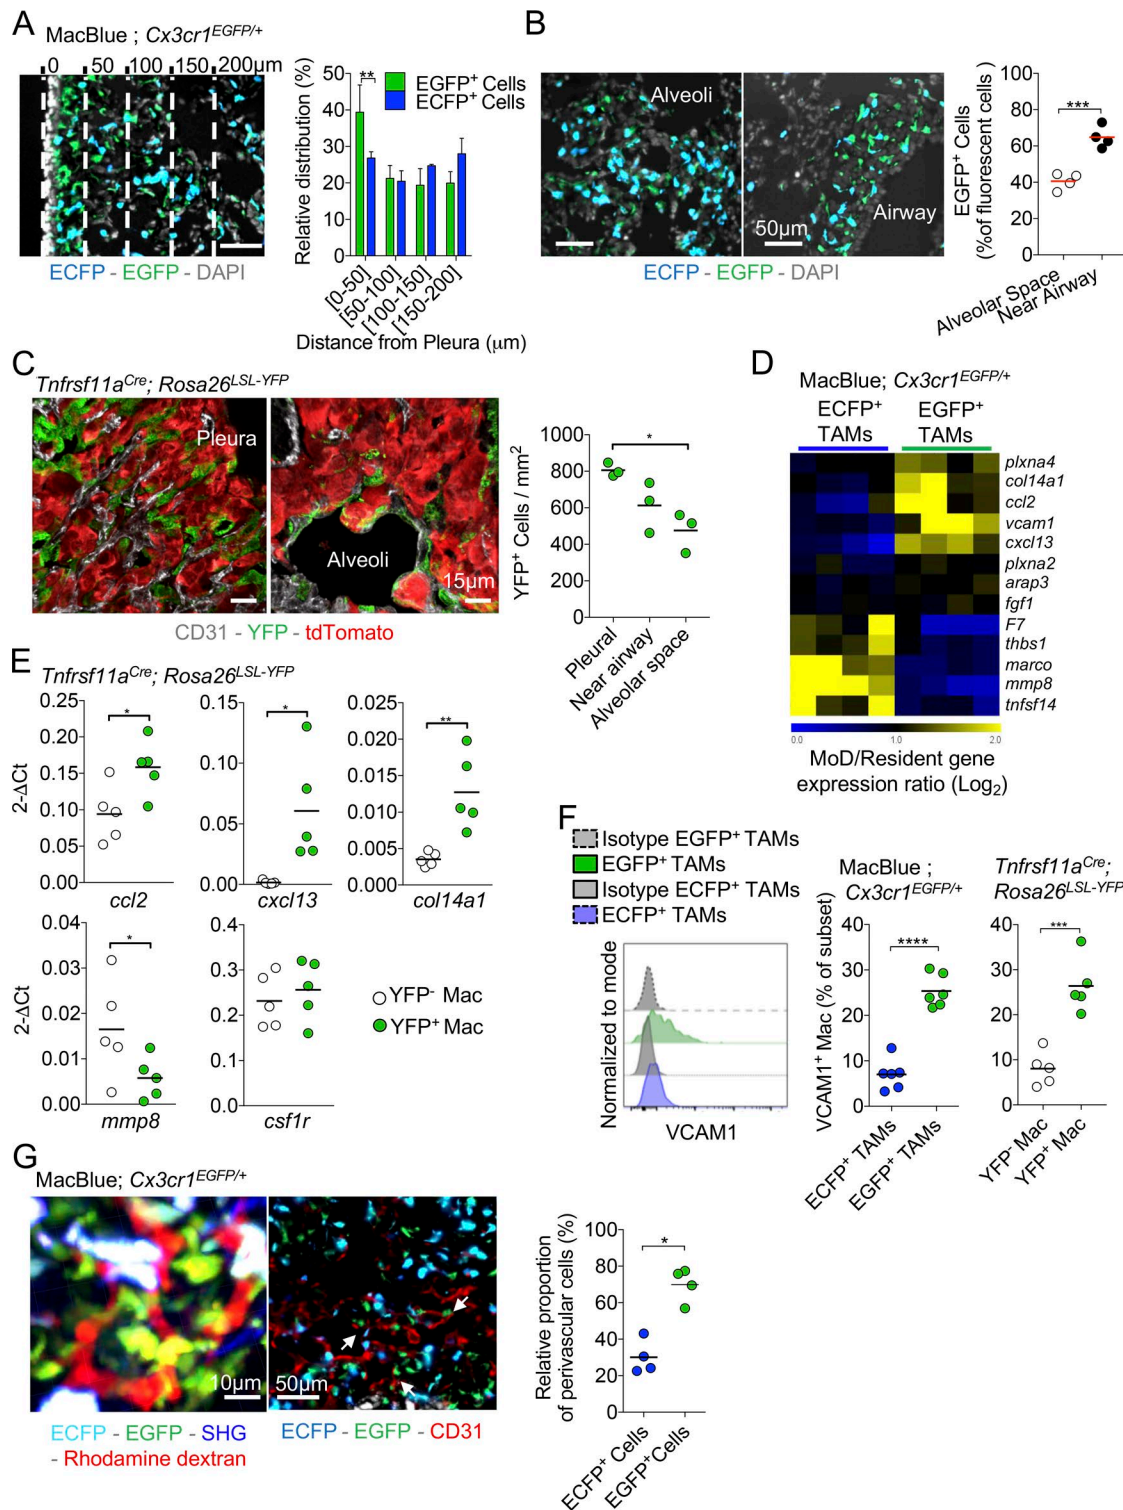 A
MacBlue ; Cx3cr1EGFP/+
0 50 100 150 200μm
ECFP - EGFP - DAPI
Relative distribution (%)
50
40
30
20
10
0
**
EGFP+ Cells
ECFP+ Cells
[0-50]
[50-100]
[100-150]
[150-200]
Distance from Pleura (μm)
B
Alveoli
Airway
50μm
ECFP - EGFP - DAPI
EGFP+ Cells
(%of fluorescent cells )
100
80
60
40
20
0
***
Alveolar Space
Near Airway
C
Tnfrsf11aCre; Rosa26LSL-YFP
Pleura
Alveoli
15μm
CD31 - YFP - tdTomato
YFP+ Cells / mm2
1000
800
600
400
200
0
*
Pleural
Near airway
Alveolar space
D
MacBlue; Cx3cr1EGFP/+
ECFP+
TAMs
EGFP+
TAMs
plxna4
col14a1
ccl2
vcam1
cxcl13
plxna2
arap3
fgf1
F7
thbs1
marco
mmp8
tnfsf14
0.0 1.0 2.0
MoD/Resident gene
expression ratio (Log2)
E
Tnfrsf11aCre; Rosa26LSL-YFP
2-ΔCt
0.25
0.20
0.15
0.10
0.05
0.00
*
ccl2
0.15
0.10
0.05
0.00
*
cxcl13
0.025
0.020
0.015
0.010
0.005
0.000
**
col14a1
2-ΔCt
0.04
0.03
0.02
0.01
0.00
*
mmp8
0.4
0.3
0.2
0.1
0.0
csf1r
YFP- Mac
YFP+ Mac
F
Isotype EGFP+ TAMs
EGFP+ TAMs
Isotype ECFP+ TAMs
ECFP+ TAMs
Normalized to mode
VCAM1
MacBlue ;
Cx3cr1EGFP/+
VCAM1+ Mac (% of subset)
40
30
20
10
0
****
ECFP+ TAMs
EGFP+ TAMs
Tnfrsf11aCre;
Rosa26LSL-YFP
40
30
20
10
0
***
YFP- Mac
YFP+ Mac
G
MacBlue; Cx3cr1EGFP/+
10μm
50μm
ECFP - EGFP - SHG
- Rhodamine dextran
ECFP - EGFP - CD31
Relative proportion
of perivascular cells (%)
100
80
60
40
20
0
*
ECFP+ Cells
EGFP+Cells